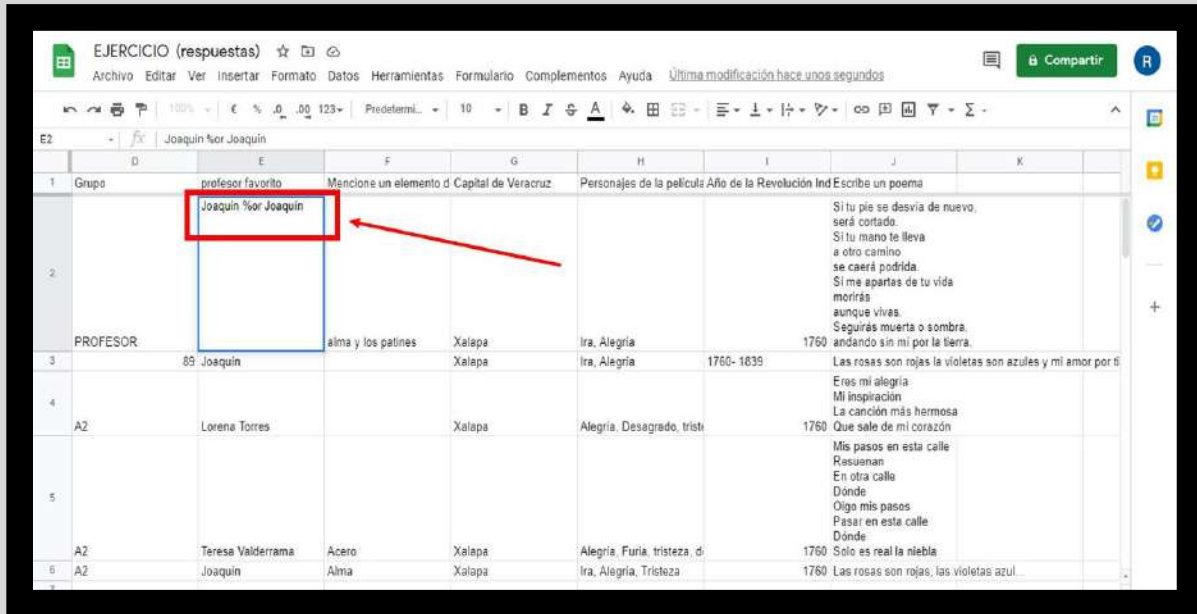 EJERCICIO (respuestas)
Archivo Editar Ver Insertar Formato Datos Herramientas Formulario Complementos Ayuda Última modificación hace unos segundos
Compartir
R
100% € % .0 .00 123 Predetermi... 10 B I S A
E2 fx Joaquin %or Joaquín
D E F G H I J K
1 Grupo profesor favorito Mencione un elemento d Capital de Veracruz Personajes de la película Año de la Revolución Ind Escribe un poema
Joaquin %or Joaquín
Si tu pie se desvía de nuevo,
será cortado.
Si tu mano te lleva
a otro camino
se caerá podrida.
Si me apartas de tu vida
morirás
aunque vivas.
Seguirás muerta o sombra,
2 PROFESOR alma y los patines Xalapa Ira, Alegría 1760 andando sin mí por la tierra.
3 89 Joaquín Xalapa Ira, Alegría 1760- 1839 Las rosas son rojas la violetas son azules y mi amor por ti
Eres mi alegría
Mi inspiración
La canción más hermosa
4 A2 Lorena Torres Xalapa Alegría, Desagrado, triste 1760 Que sale de mi corazón
Mis pasos en esta calle
Resuenan
En otra calle
Donde
Oigo mis pasos
Pasar en esta calle
Dónde
5 A2 Teresa Valderrama Acero Xalapa Alegría, Furia, tristeza, d 1760 Solo es real la niebla
6 A2 Joaquín Alma Xalapa Ira, Alegría, Tristeza 1760 Las rosas son rojas, las violetas azul...